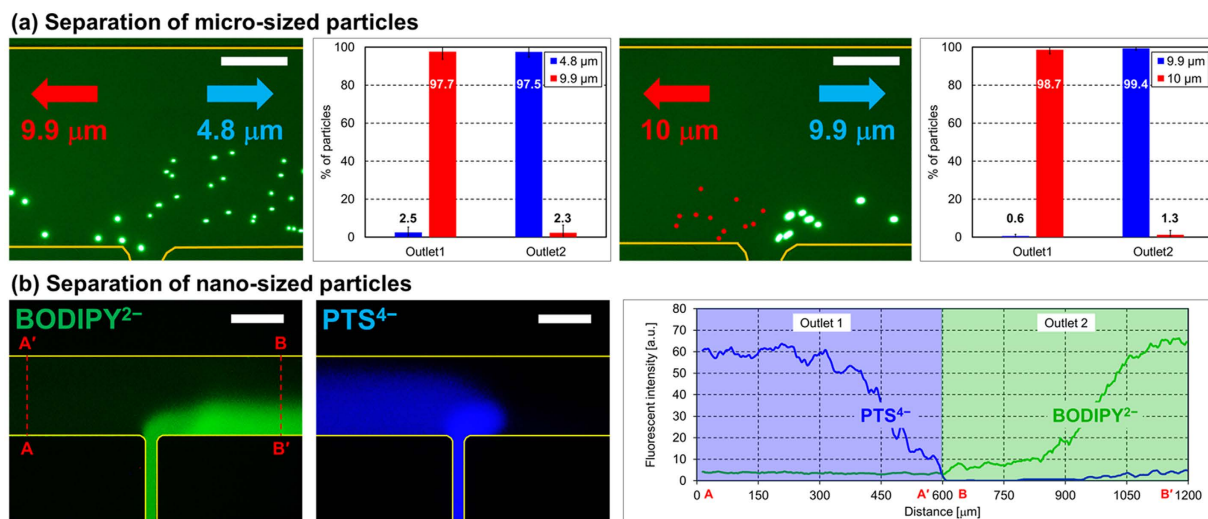 (a) Separation of micro-sized particles
9.9 μm
4.8 μm
% of particles
100
80
60
40
20
0
97.7
97.5
2.5
2.3
4.8 μm
9.9 μm
Outlet1
Outlet2
10 μm
9.9 μm
% of particles
100
80
60
40
20
0
98.7
99.4
0.6
1.3
9.9 μm
10 μm
Outlet1
Outlet2
(b) Separation of nano-sized particles
BODIPY²⁻
A′
B
A
B′
PTS⁴⁻
Fluorescent intensity [a.u.]
80
70
60
50
40
30
20
10
0
Outlet 1
Outlet 2
PTS⁴⁻
BODIPY²⁻
0 A 150 300 450 A′ 600 B 750 900 1050 B′ 1200
Distance [μm]